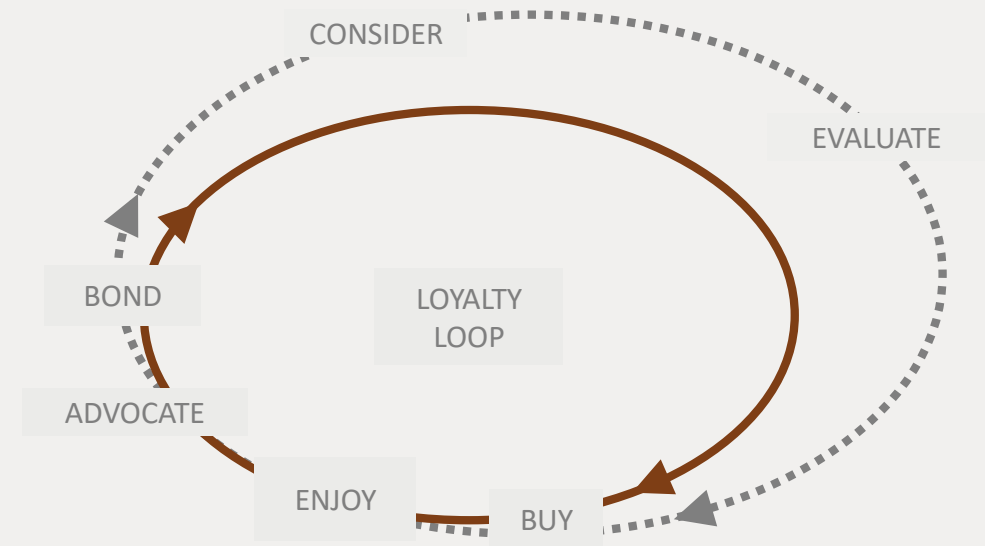 CONSIDER
EVALUATE
BOND
LOYALTY
LOOP
ADVOCATE
ENJOY
BUY